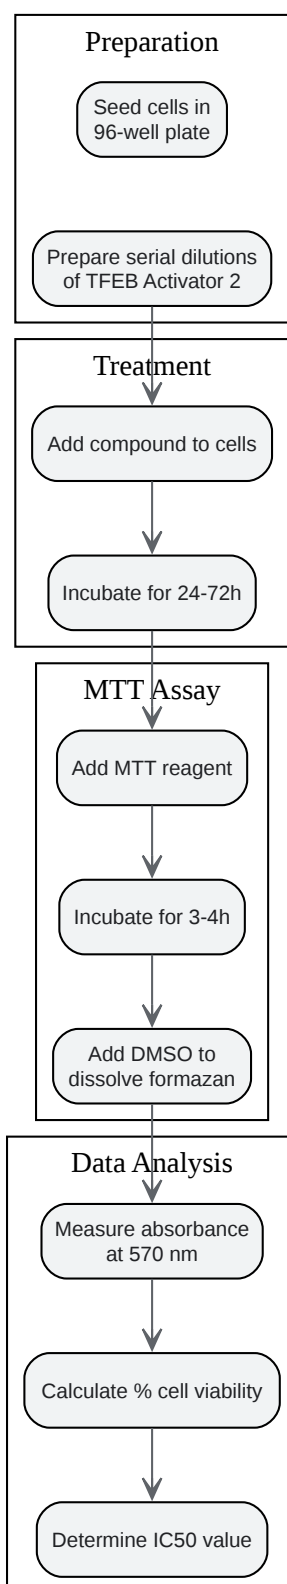 Preparation
Seed cells in
96-well plate
Prepare serial dilutions
of TFEB Activator 2
Treatment
Add compound to cells
Incubate for 24-72h
MTT Assay
Add MTT reagent
Incubate for 3-4h
Add DMSO to
dissolve formazan
Data Analysis
Measure absorbance
at 570 nm
Calculate % cell viability
Determine IC50 value